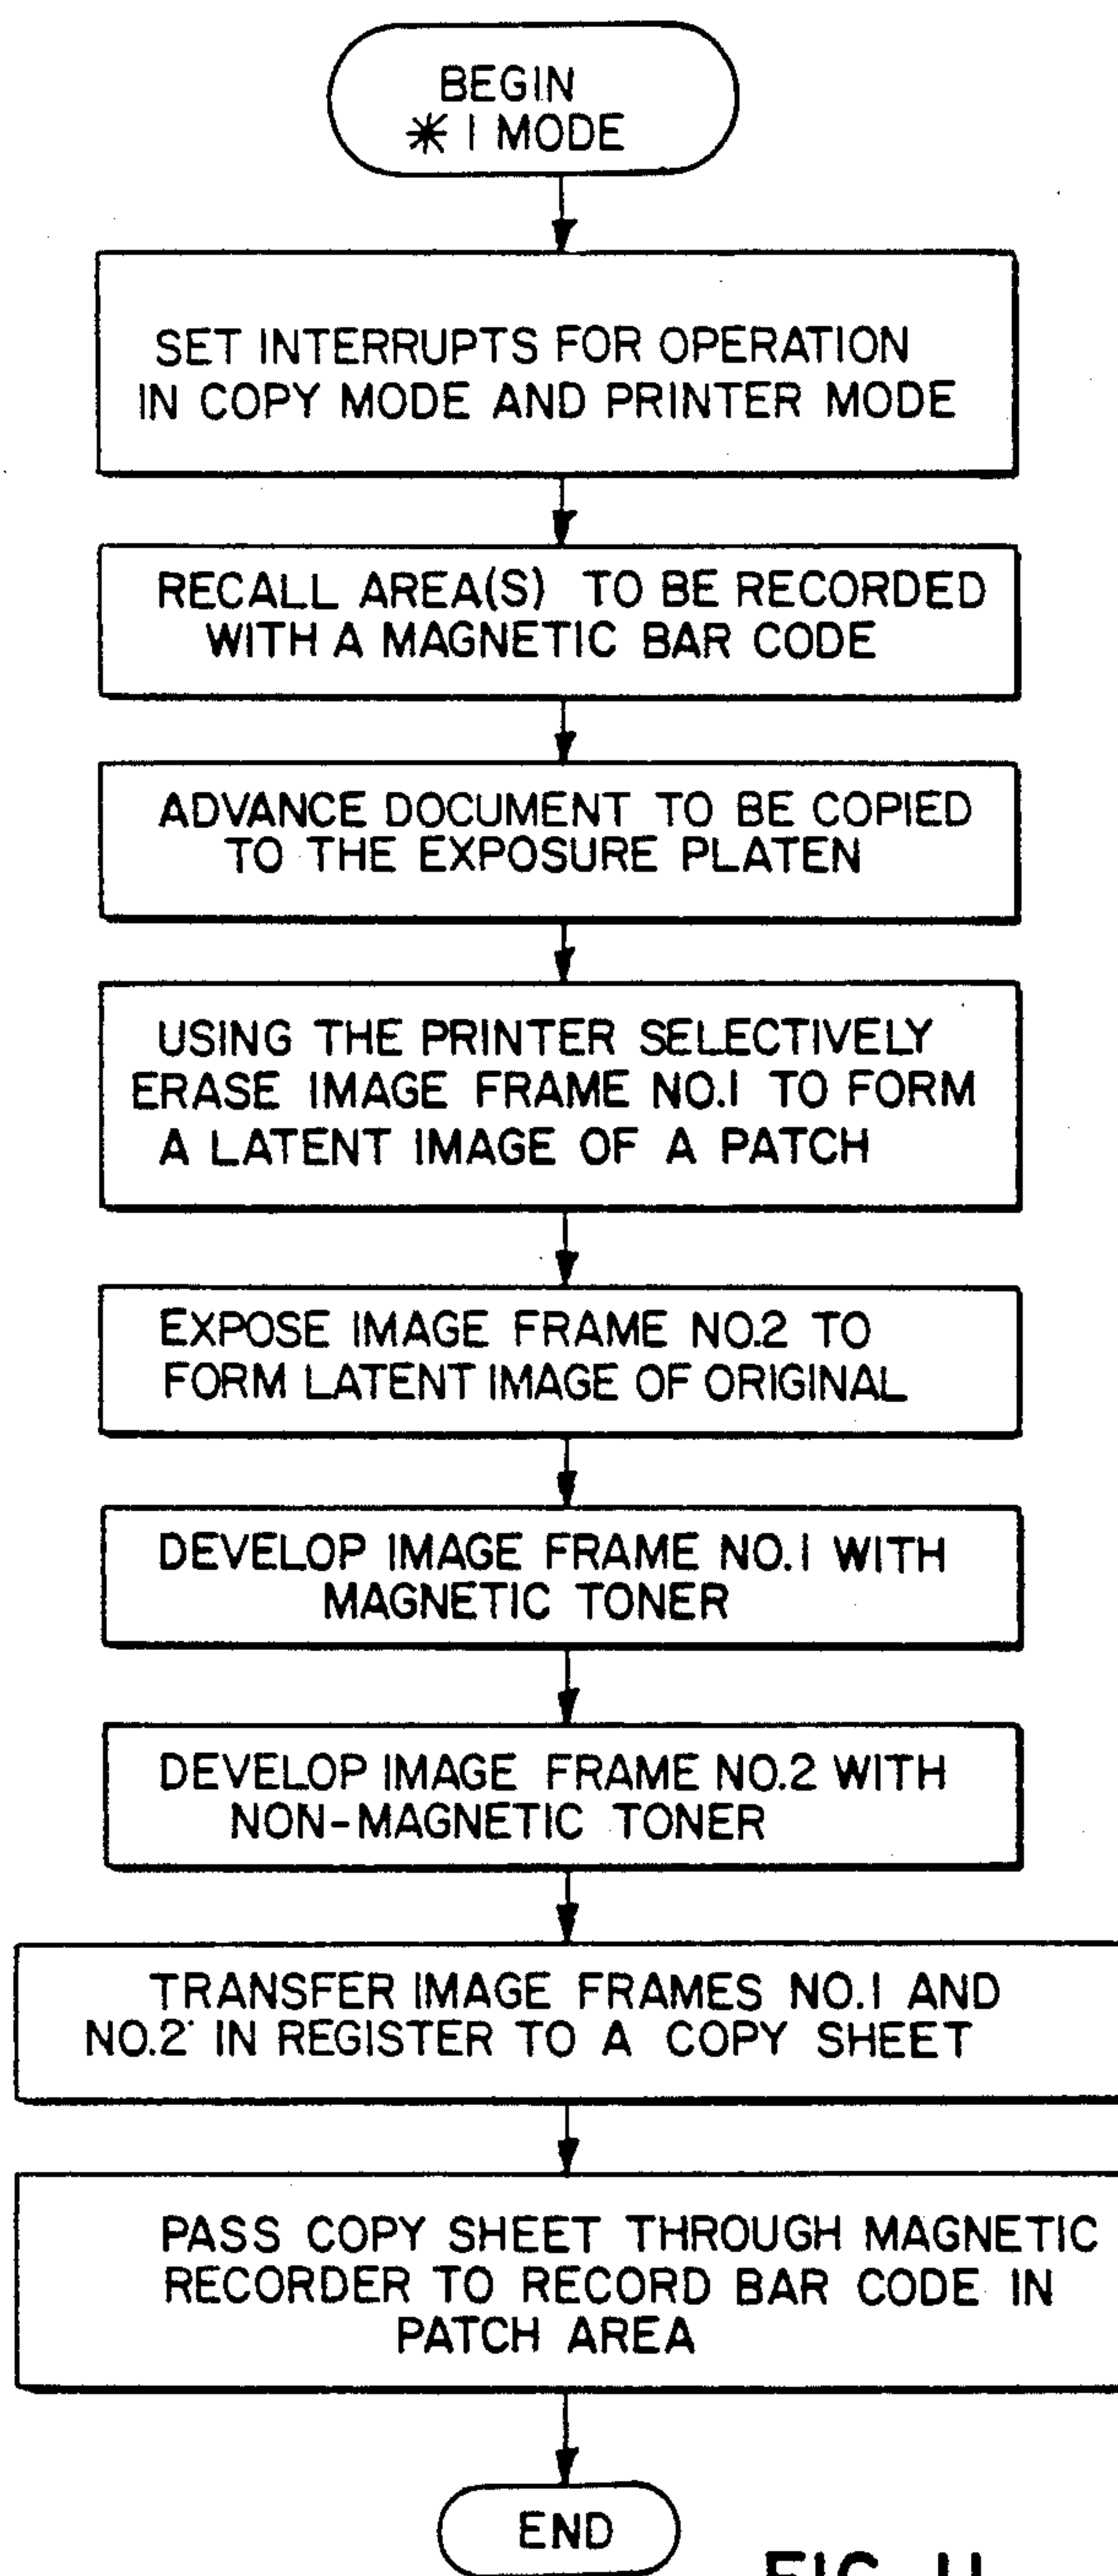 BEGIN
* 1 MODE
SET INTERRUPTS FOR OPERATION
IN COPY MODE AND PRINTER MODE
RECALL AREA(S) TO BE RECORDED
WITH A MAGNETIC BAR CODE
ADVANCE DOCUMENT TO BE COPIED
TO THE EXPOSURE PLATEN
USING THE PRINTER SELECTIVELY
ERASE IMAGE FRAME NO.1 TO FORM
A LATENT IMAGE OF A PATCH
EXPOSE IMAGE FRAME NO.2 TO
FORM LATENT IMAGE OF ORIGINAL
DEVELOP IMAGE FRAME NO.1 WITH
MAGNETIC TONER
DEVELOP IMAGE FRAME NO.2 WITH
NON-MAGNETIC TONER
TRANSFER IMAGE FRAMES NO.1 AND
NO.2 IN REGISTER TO A COPY SHEET
PASS COPY SHEET THROUGH MAGNETIC
RECORDER TO RECORD BAR CODE IN
PATCH AREA
END
FIG. 11